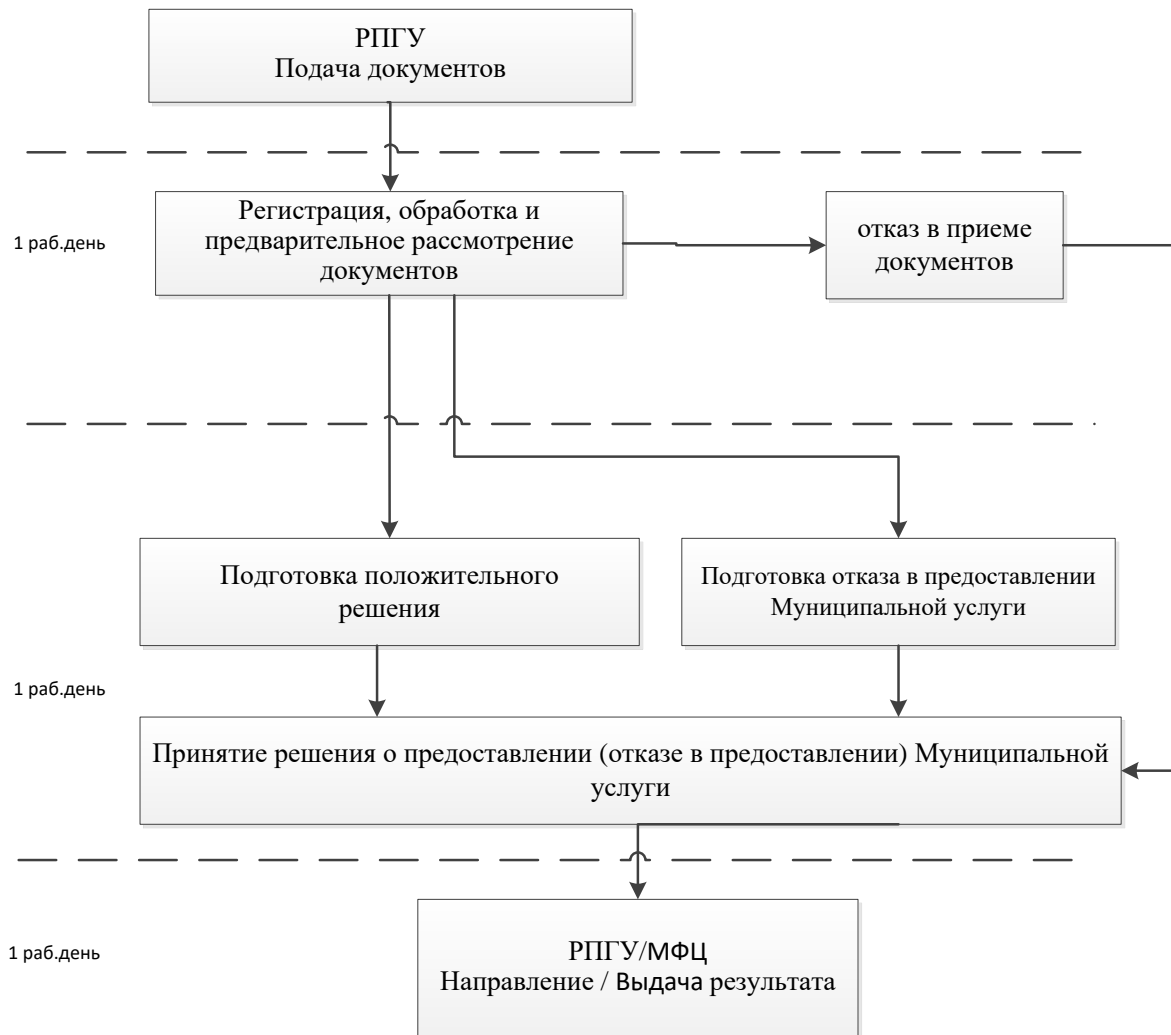 РПГУ
Подача документов
1 раб.день
Регистрация, обработка и
предварительное рассмотрение
документов
отказ в приеме
документов
Подготовка положительного
решения
Подготовка отказа в предоставлении
Муниципальной услуги
1 раб.день
Принятие решения о предоставлении (отказе в предоставлении) Муниципальной
услуги
1 раб.день
РПГУ/МФЦ
Направление / Выдача результата